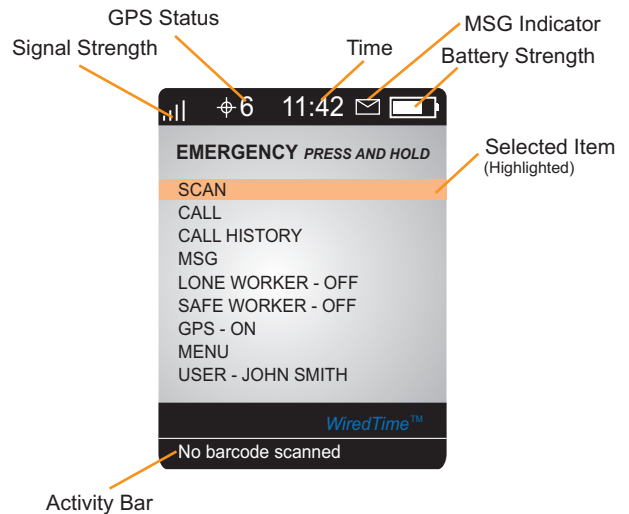 GPS Status
MSG Indicator
Signal Strength
Time
Battery Strength
6 11:42
EMERGENCY PRESS AND HOLD
Selected Item
(Highlighted)
SCAN
CALL
CALL HISTORY
MSG
LONE WORKER - OFF
SAFE WORKER - OFF
GPS - ON
MENU
USER - JOHN SMITH
WiredTime™
No barcode scanned
Activity Bar